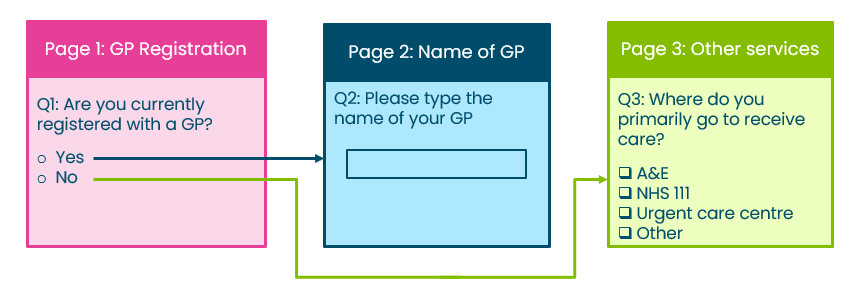 Page 1: GP Registration
Q1: Are you currently
registered with a GP?
Yes
No
Page 2: Name of GP
Q2: Please type the
name of your GP
Page 3: Other services
Q3: Where do you
primarily go to receive
care?
A&E
NHS 111
Urgent care centre
Other